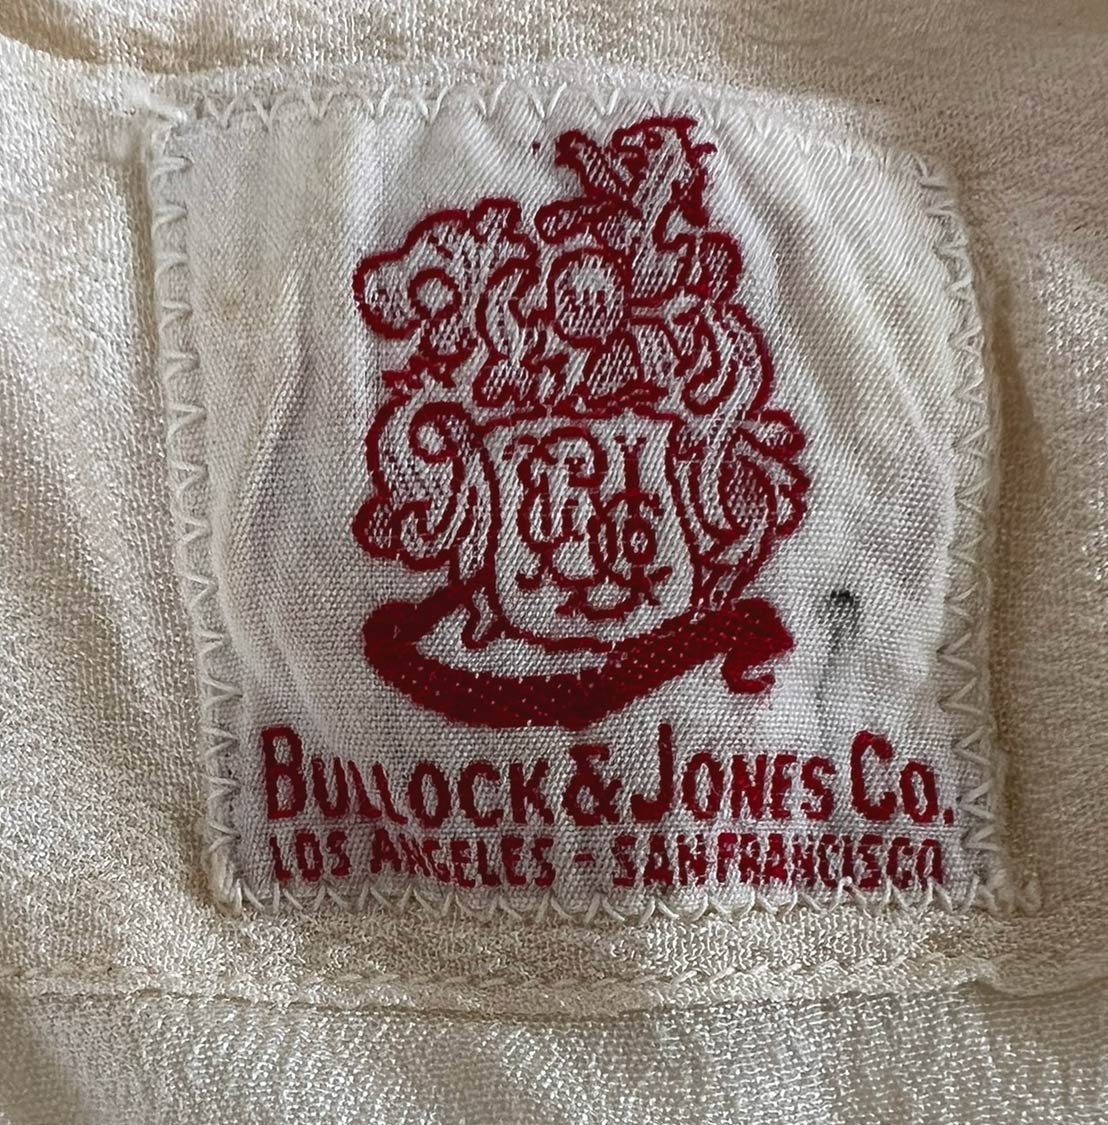 BULLOCK & JONES CO.
LOS ANGELES - SAN FRANCISCO